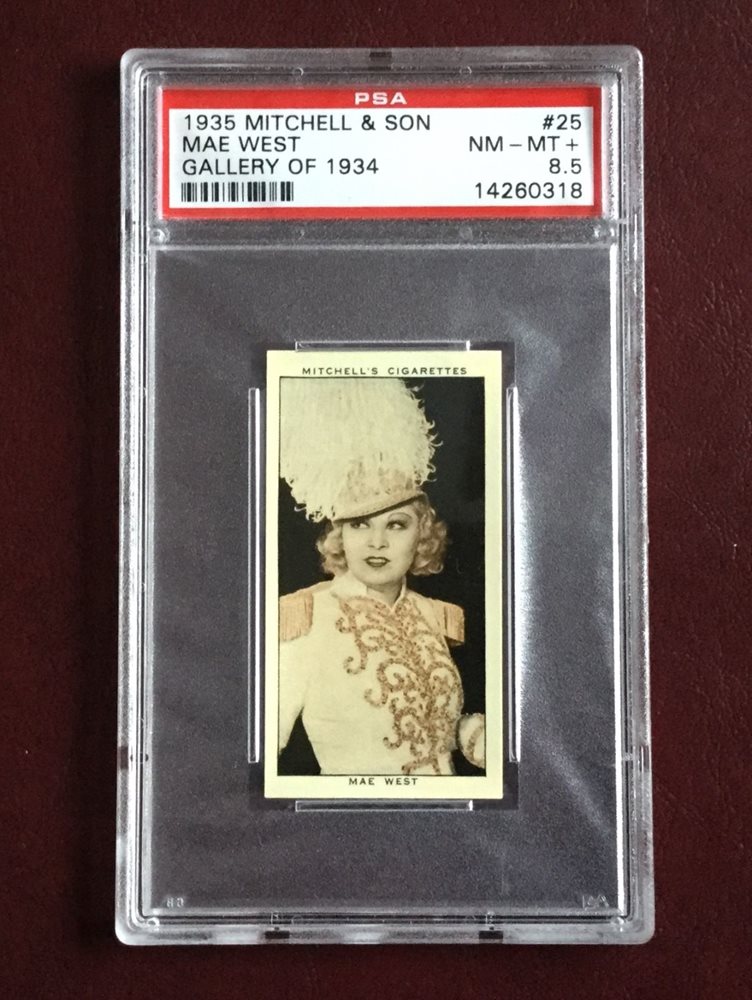 PSA
1935 MITCHELL & SON #25
MAE WEST NM - MT + 
GALLERY OF 1934 8.5
14260318
MITCHELL'S CIGARETTES
MAE WEST